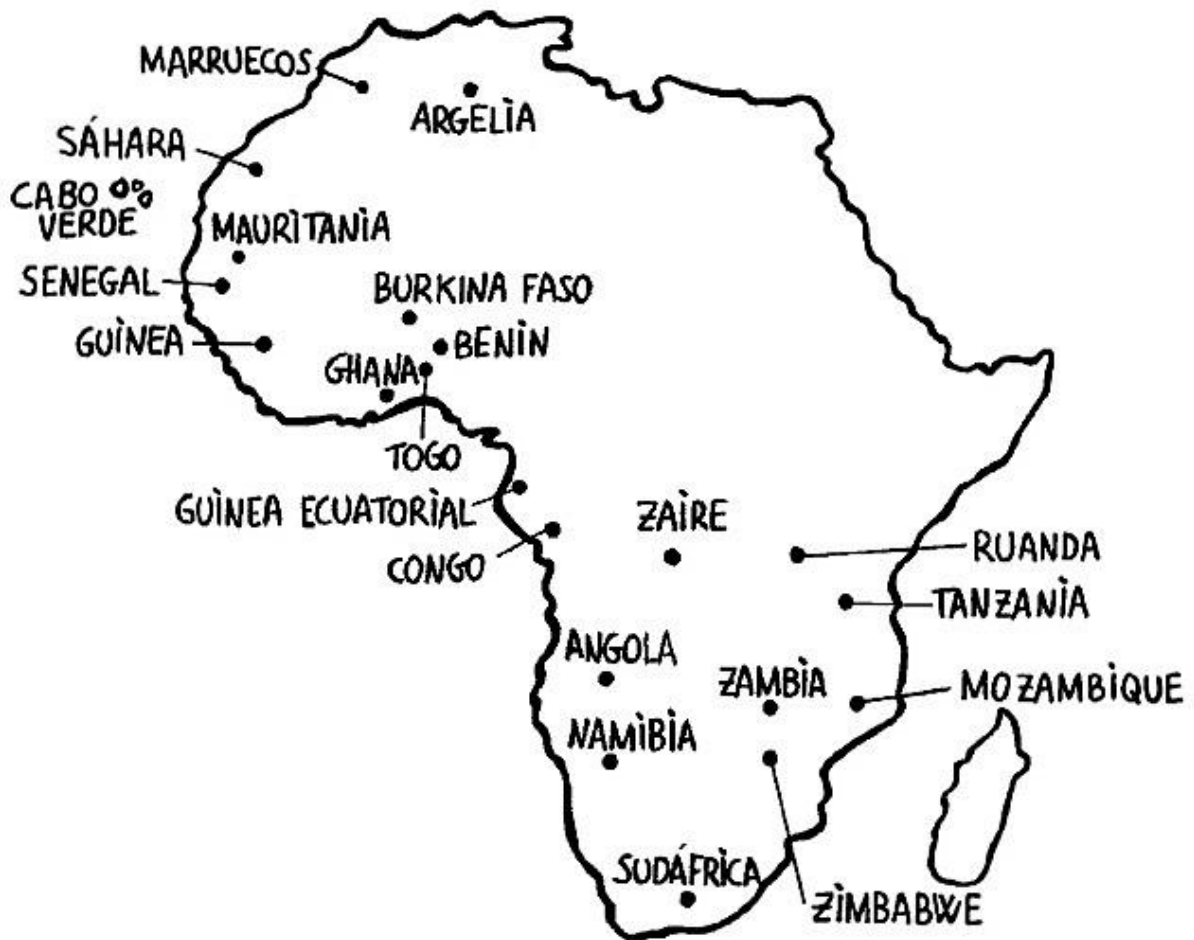 MARRUECOS
ARGELIA
SÁHARA
CABO
VERDE
MAURITANIA
SENEGAL
BURKINA FASO
GUINEA
BENIN
GHANA
TOGO
GUINEA ECUATORIAL
ZAIRE
CONGO
RUANDA
TANZANIA
ANGOLA
ZAMBIA
MOZAMBIQUE
NAMIBIA
SUDÁFRICA
ZIMBABWE